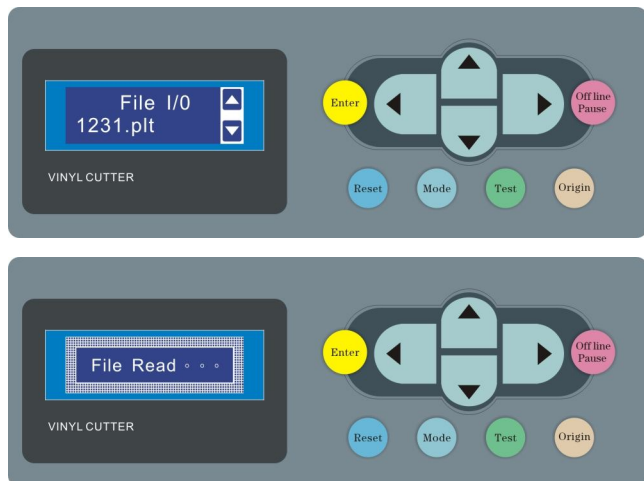 File I/0
1231.plt
VINYL CUTTER
Enter
Off line
Pause
Reset
Mode
Test
Origin
File Read 。。。
VINYL CUTTER
Enter
Off line
Pause
Reset
Mode
Test
Origin